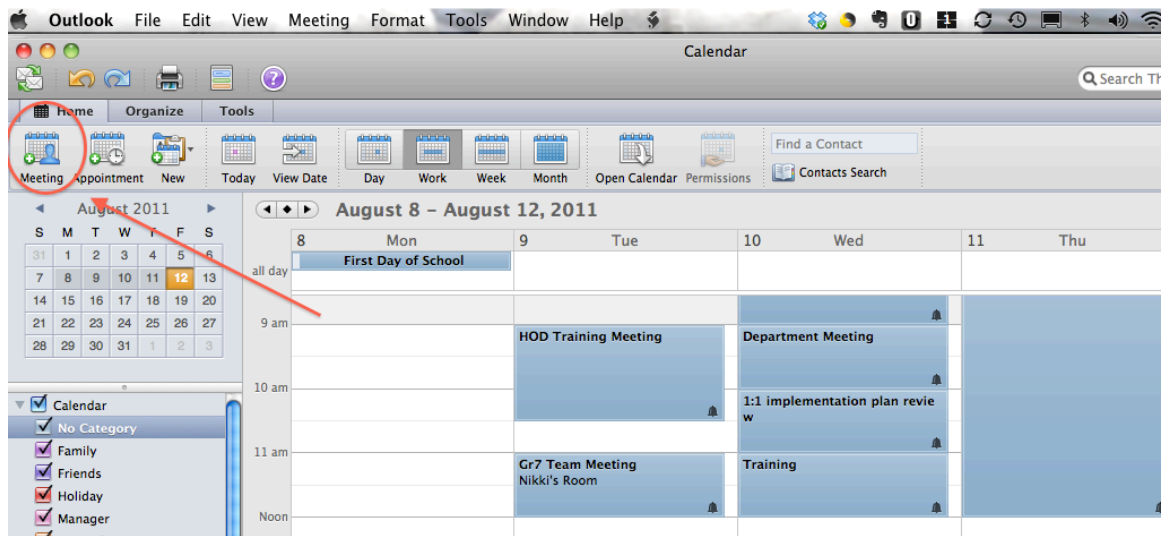 Outlook File Edit View Meeting Format Tools Window Help
Calendar
Search Th
Home Organize Tools
Meeting Appointment New Today View Date Day Work Week Month Open Calendar Permissions
Find a Contact
Contacts Search
August 2011
August 8 – August 12, 2011
S M T W T F S
31 1 2 3 4 5 6
7 8 9 10 11 12 13
14 15 16 17 18 19 20
21 22 23 24 25 26 27
28 29 30 31 1 2 3
8 Mon 9 Tue 10 Wed 11 Thu
all day
First Day of School
9 am
HOD Training Meeting
Department Meeting
10 am
1:1 implementation plan revie
w
11 am
Gr7 Team Meeting
Nikki's Room
Training
Noon
Calendar
No Category
Family
Friends
Holiday
Manager